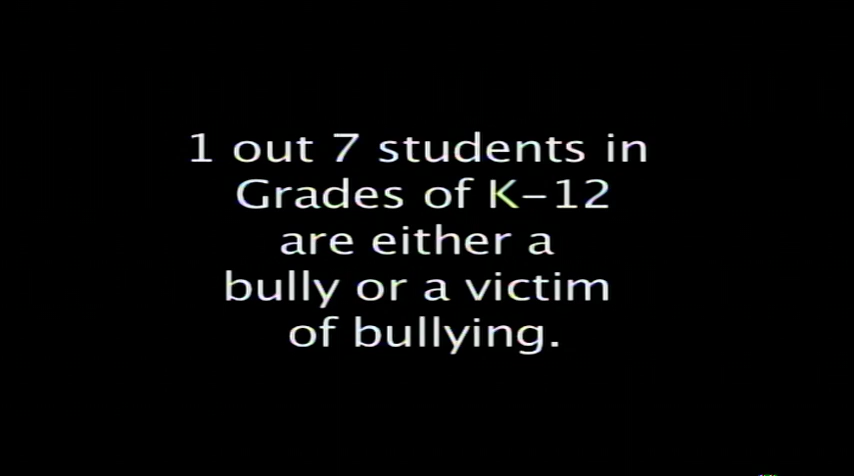 1 out 7 students in
Grades of K-12
are either a
bully or a victim
of bullying.